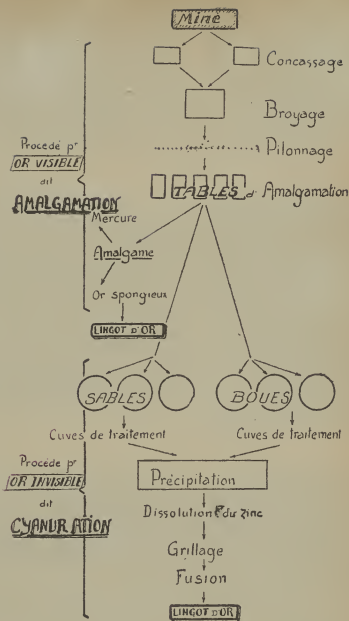 Mine
Concassage
Broyage
Pilonnage
TABLES d'Amalgamation
Procédé pr
OR VISIBLE
dit
AMALGAMATION
Mercure
Amalgame
Or spongieux
LINGOT D'OR
SABLES
BOUES
Cuves de traitement
Cuves de traitement
Procédé pr
OR INVISIBLE
dit
CYANURATION
Précipitation
Dissolution du zinc
Grillage
Fusion
LINGOT D'OR